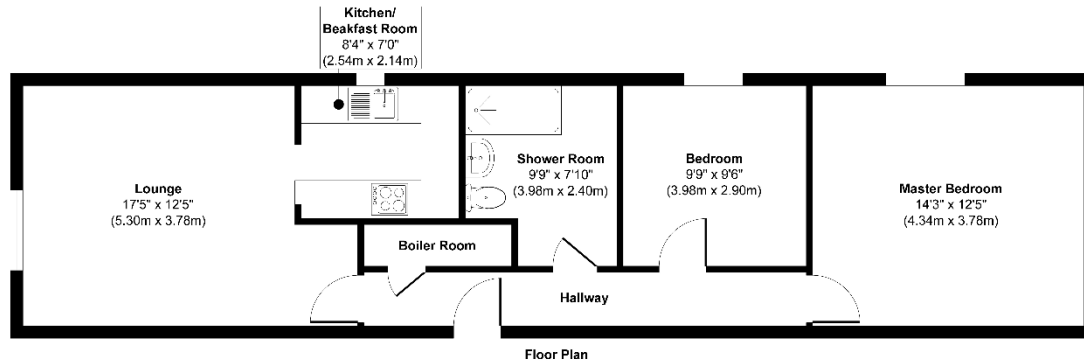 Kitchen/
Beakfast Room
8'4" x 7'0"
(2.54m x 2.14m)
Lounge
17'5" x 12'5"
(5.30m x 3.78m)
Shower Room
9'9" x 7'10"
(3.98m x 2.40m)
Bedroom
9'9" x 9'6"
(3.98m x 2.90m)
Master Bedroom
14'3" x 12'5"
(4.34m x 3.78m)
Boiler Room
Hallway
Floor Plan